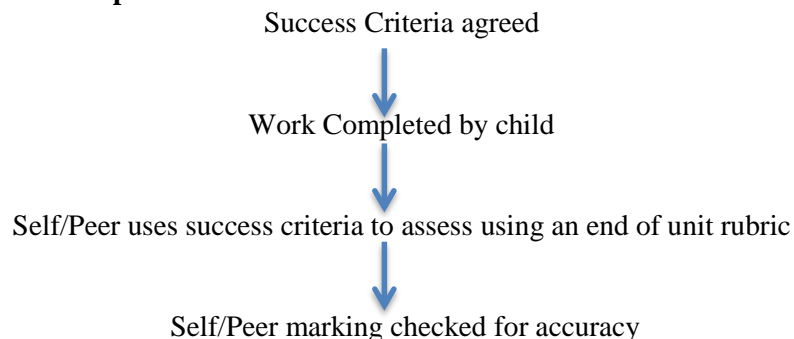 Success Criteria agreed
Work Completed by child
Self/Peer uses success criteria to assess using an end of unit rubric
Self/Peer marking checked for accuracy